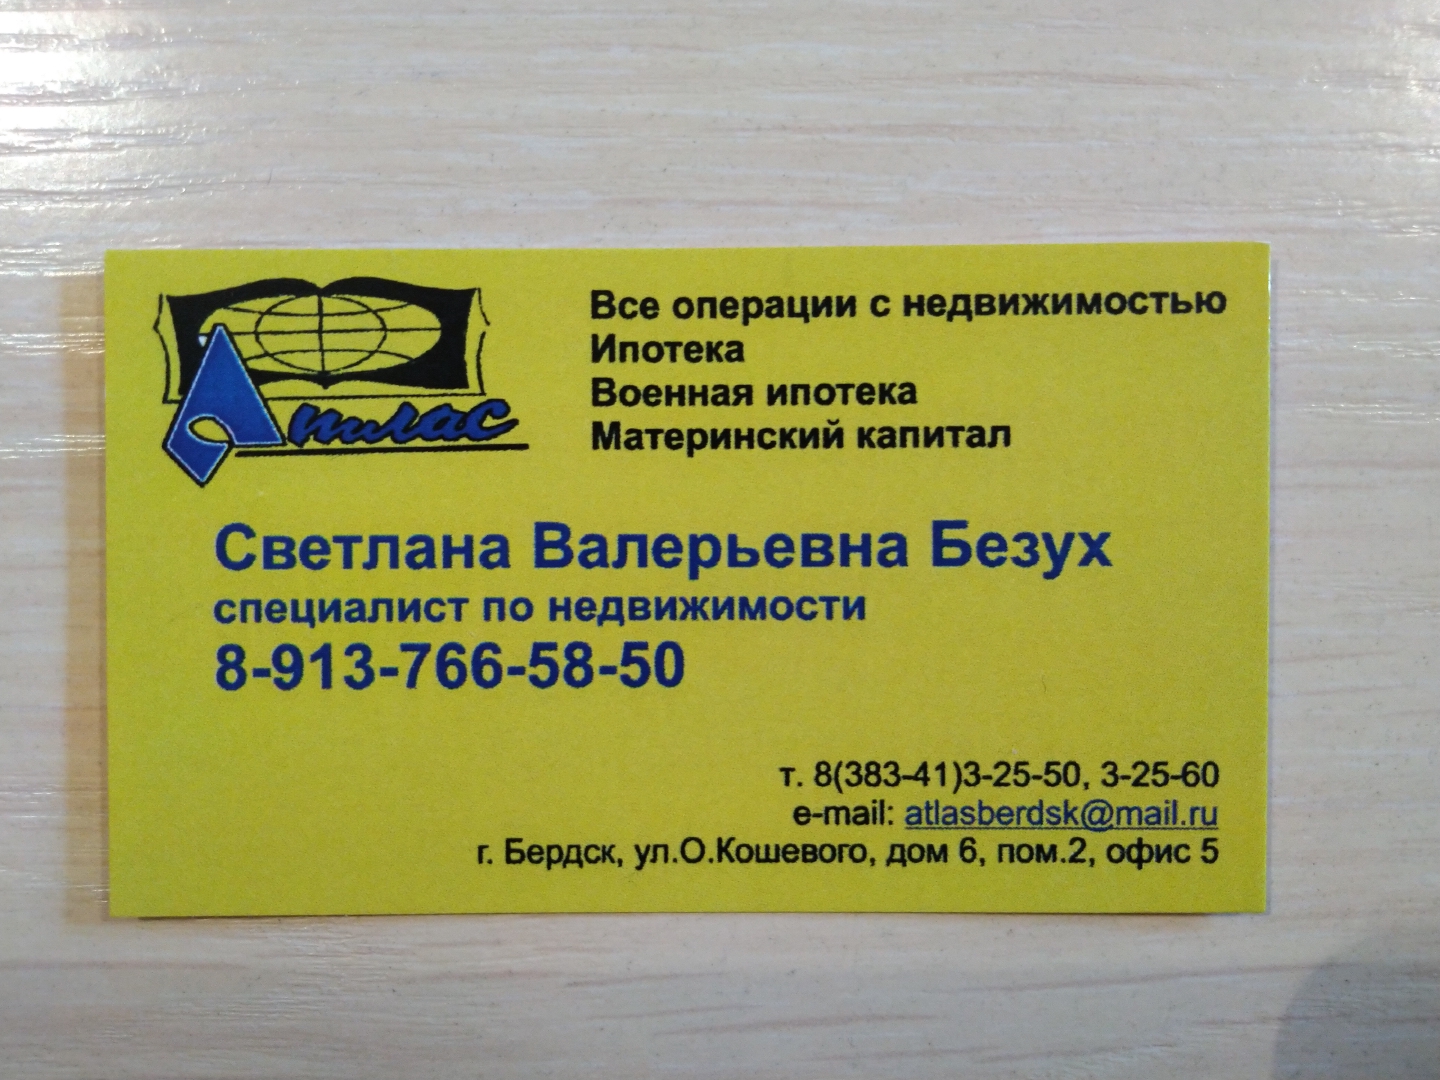 Атлас
Все операции с недвижимостью
Ипотека
Военная ипотека
Материнский капитал
Светлана Валерьевна Безух
специалист по недвижимости
8-913-766-58-50
т. 8(383-41)3-25-50, 3-25-60
e-mail: atlasberdsk@mail.ru
г. Бердск, ул.О.Кошевого, дом 6, пом.2, офис 5